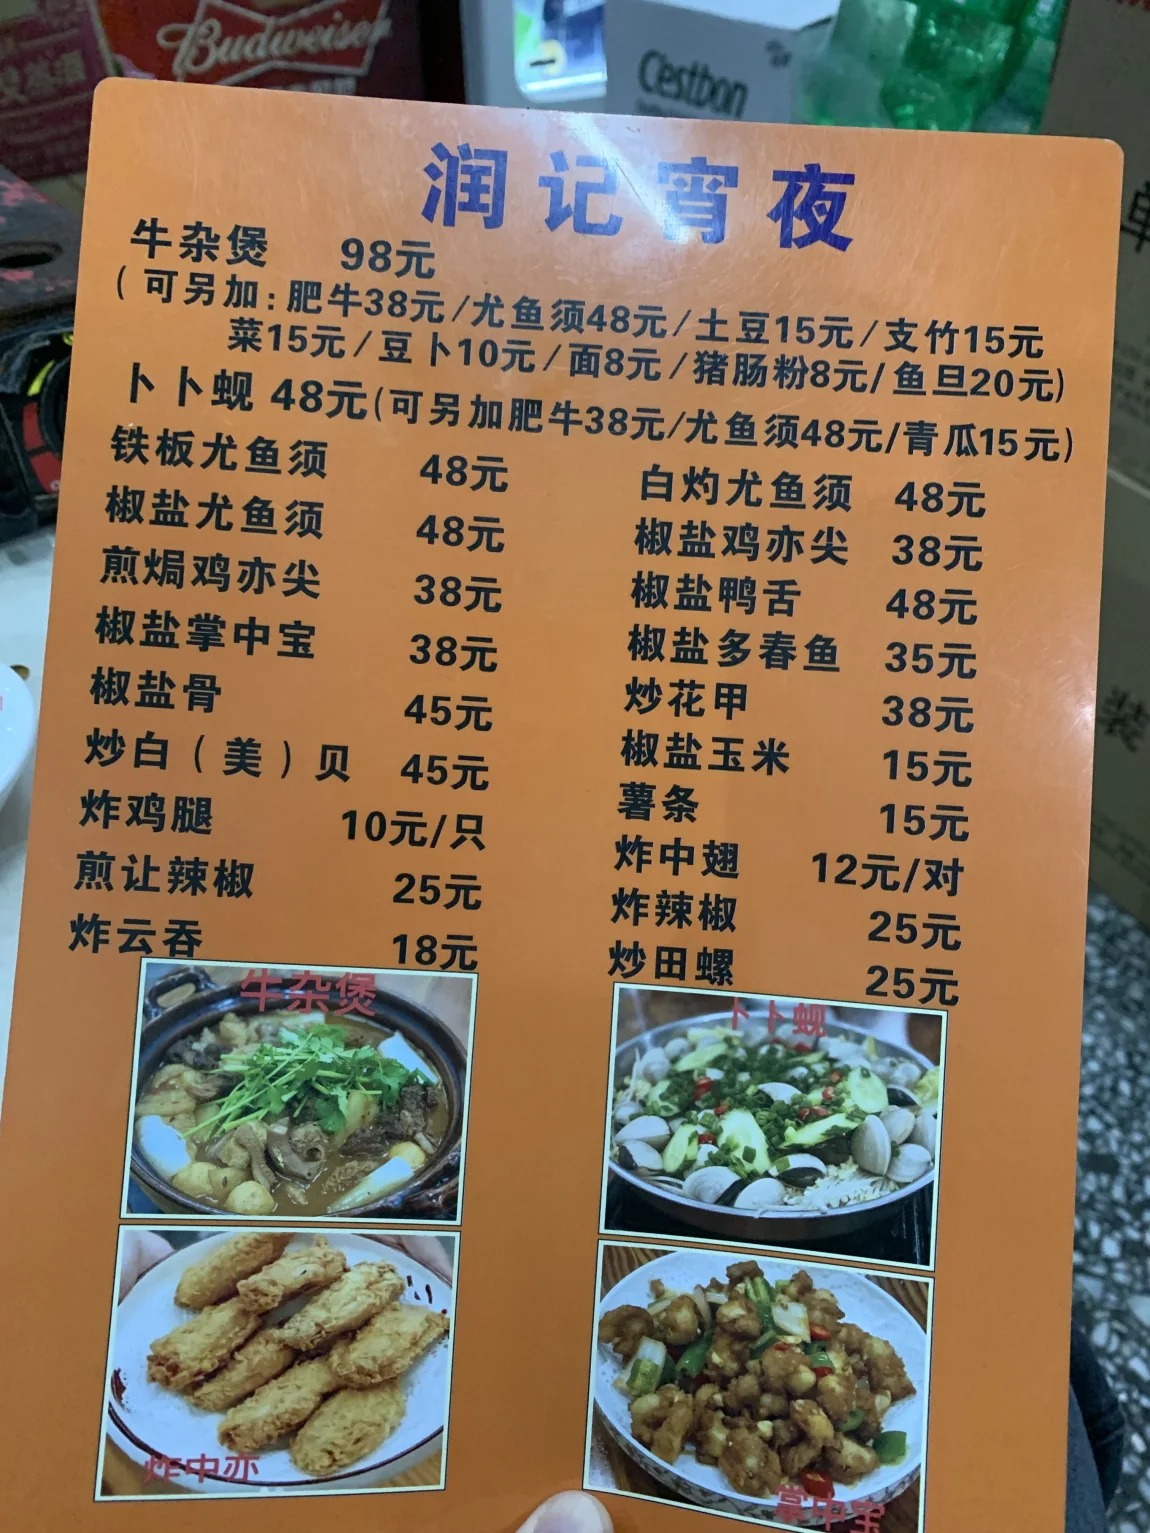 Budweiser
Cestbon
润记宵夜
牛杂煲 98元
(可另加:肥牛38元/尤鱼须48元/土豆15元/支竹15元
菜15元/豆卜10元/面8元/猪肠粉8元/鱼旦20元)
卜卜蚬 48元(可另加肥牛38元/尤鱼须48元/青瓜15元)
铁板尤鱼须 48元
白灼尤鱼须 48元
椒盐尤鱼须 48元
椒盐鸡亦尖 38元
煎焗鸡亦尖 38元
椒盐鸭舌 48元
椒盐掌中宝 38元
椒盐多春鱼 35元
椒盐骨 45元
炒花甲 38元
炒白(美)贝 45元
椒盐玉米 15元
炸鸡腿 10元/只
薯条 15元
煎让辣椒 25元
炸中翅 12元/对
炸云吞 18元
炸辣椒 25元
炒田螺 25元
牛杂煲
卜卜蚬
炸中亦
掌中宝
装